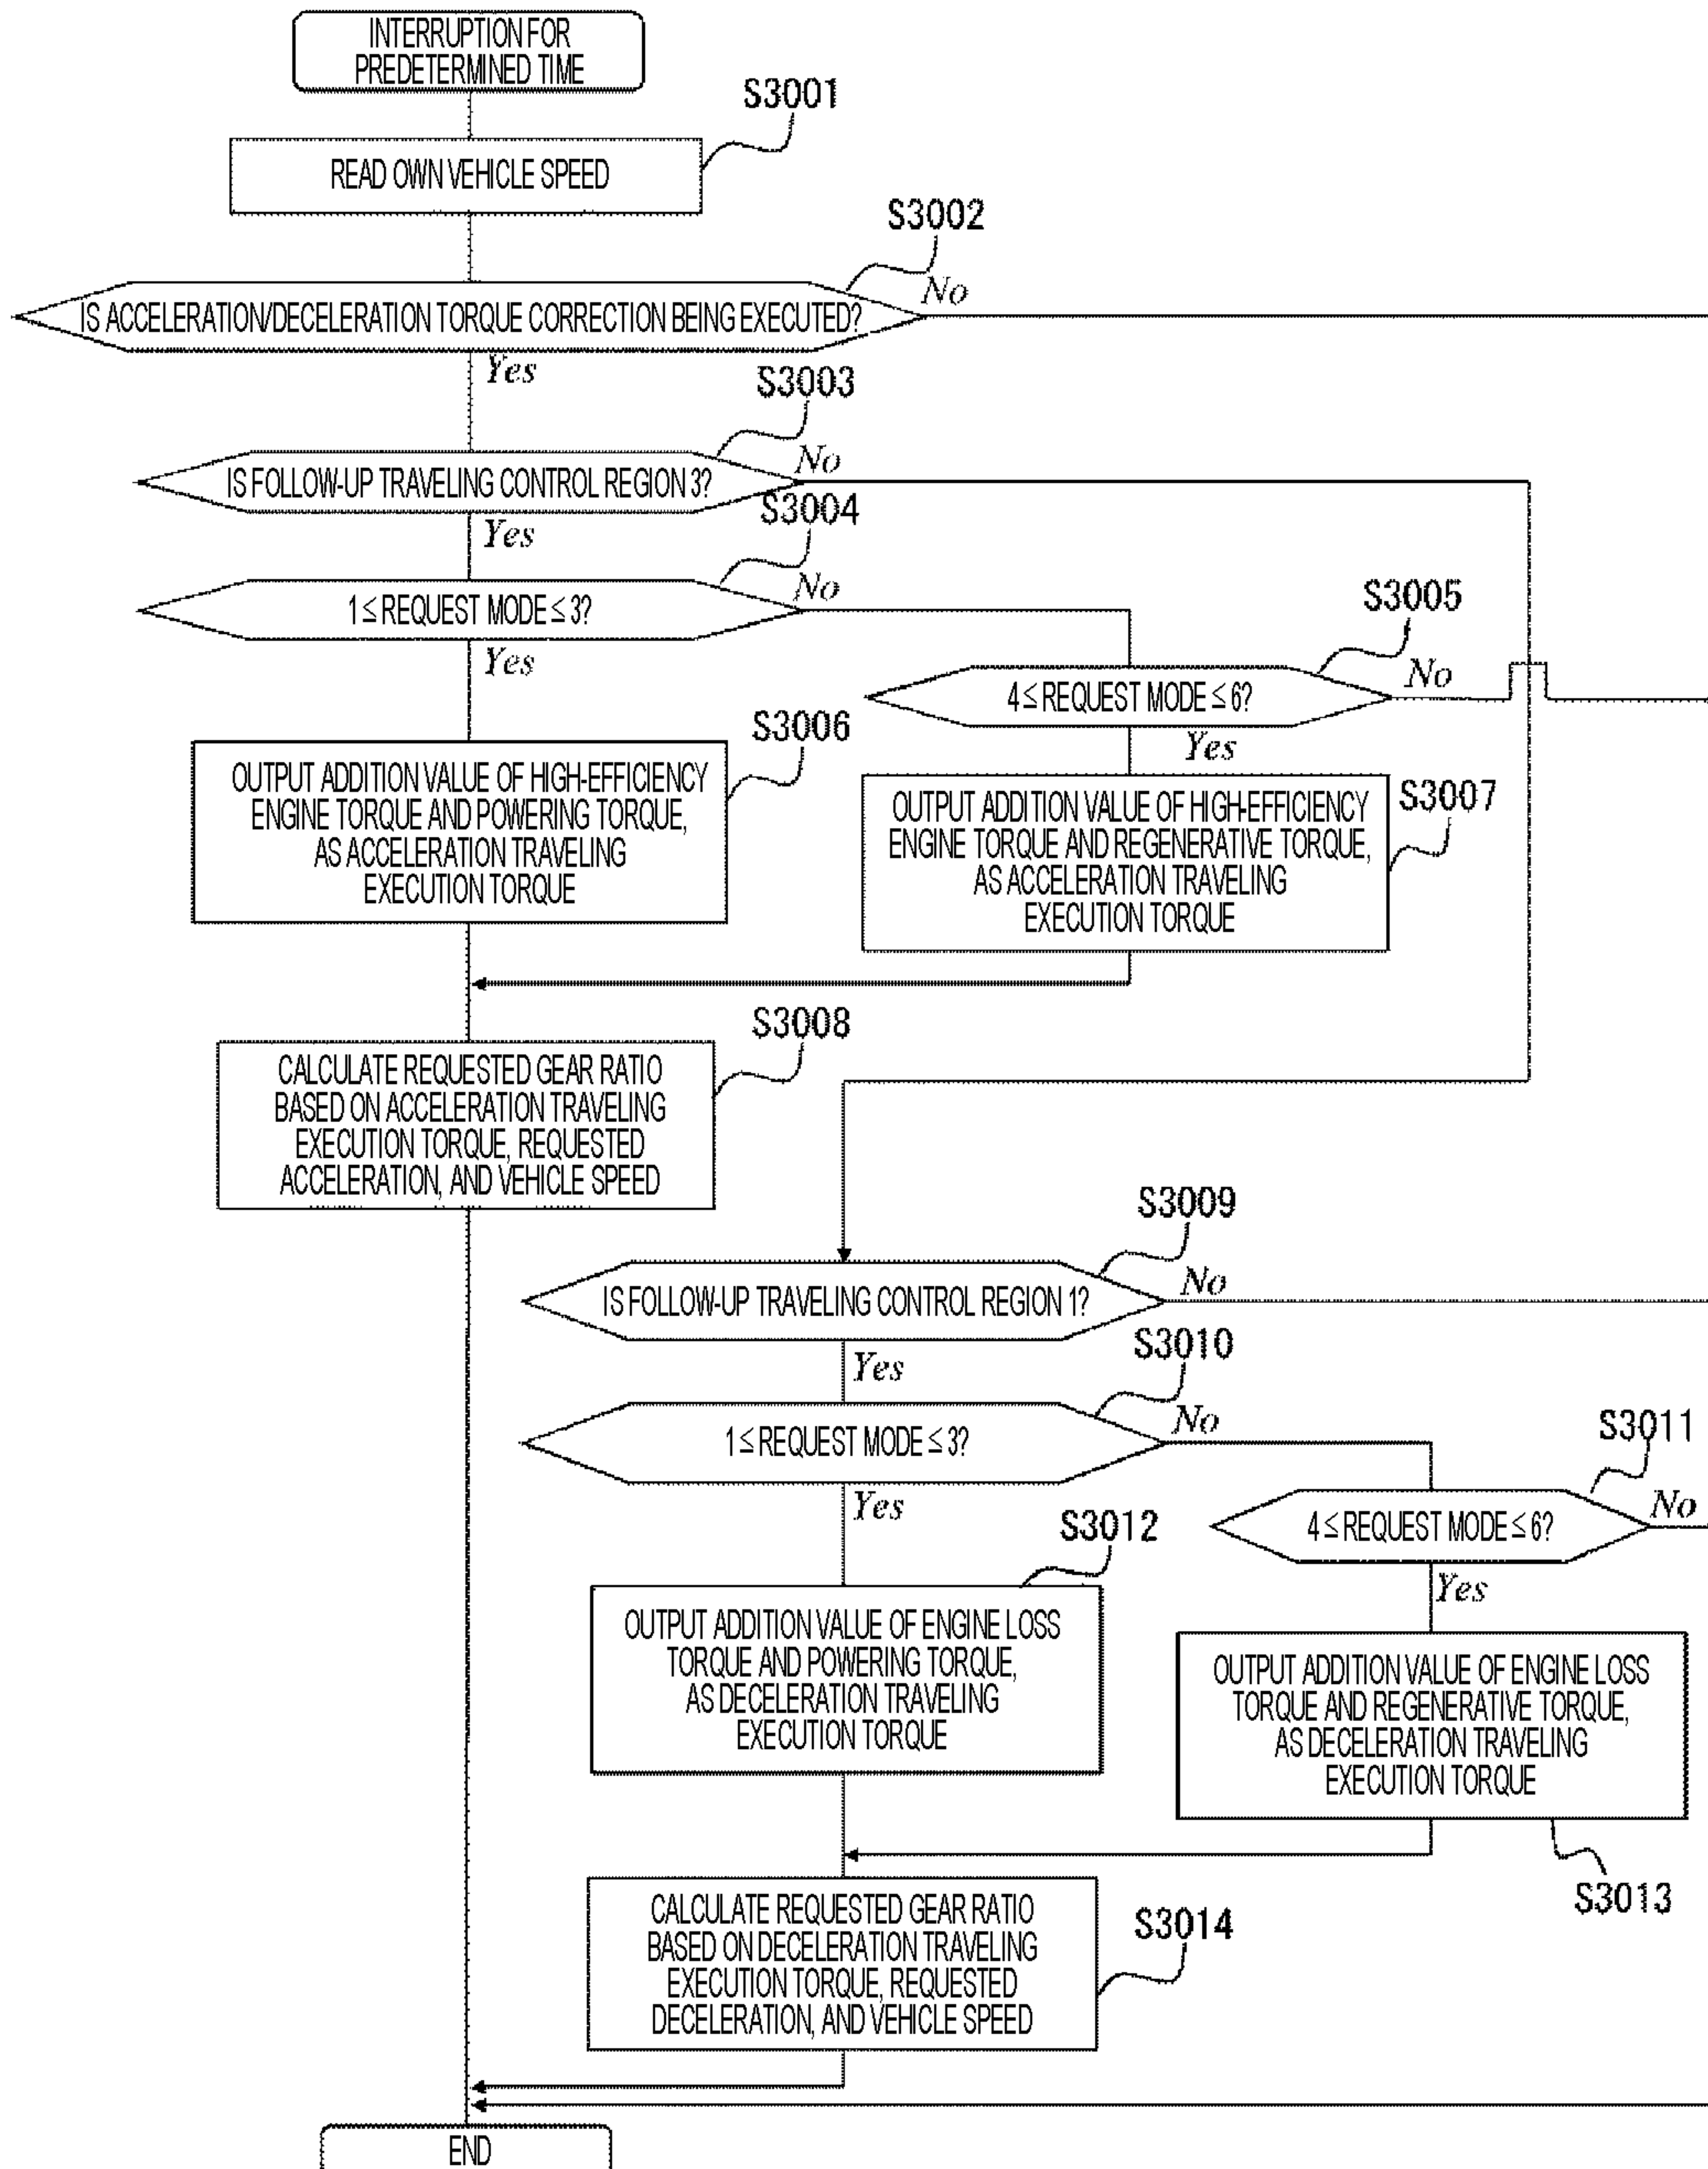 INTERRUPTION FOR
PREDETERMINED TIME
S3001
READ OWN VEHICLE SPEED
S3002
IS ACCELERATION/DECELERATION TORQUE CORRECTION BEING EXECUTED?
No
Yes
S3003
IS FOLLOW-UP TRAVELING CONTROL REGION 3?
No
Yes
S3004
1 ≤ REQUEST MODE ≤ 3?
No
Yes
S3005
4 ≤ REQUEST MODE ≤ 6?
No
Yes
S3006
OUTPUT ADDITION VALUE OF HIGH-EFFICIENCY
ENGINE TORQUE AND POWERING TORQUE,
AS ACCELERATION TRAVELING
EXECUTION TORQUE
S3007
OUTPUT ADDITION VALUE OF HIGH-EFFICIENCY
ENGINE TORQUE AND REGENERATIVE TORQUE,
AS ACCELERATION TRAVELING
EXECUTION TORQUE
S3008
CALCULATE REQUESTED GEAR RATIO
BASED ON ACCELERATION TRAVELING
EXECUTION TORQUE, REQUESTED
ACCELERATION, AND VEHICLE SPEED
S3009
IS FOLLOW-UP TRAVELING CONTROL REGION 1?
No
Yes
S3010
1 ≤ REQUEST MODE ≤ 3?
No
Yes
S3011
4 ≤ REQUEST MODE ≤ 6?
No
Yes
S3012
OUTPUT ADDITION VALUE OF ENGINE LOSS
TORQUE AND POWERING TORQUE,
AS DECELERATION TRAVELING
EXECUTION TORQUE
OUTPUT ADDITION VALUE OF ENGINE LOSS
TORQUE AND REGENERATIVE TORQUE,
AS DECELERATION TRAVELING
EXECUTION TORQUE
S3013
CALCULATE REQUESTED GEAR RATIO
BASED ON DECELERATION TRAVELING
EXECUTION TORQUE, REQUESTED
DECELERATION, AND VEHICLE SPEED
S3014
END